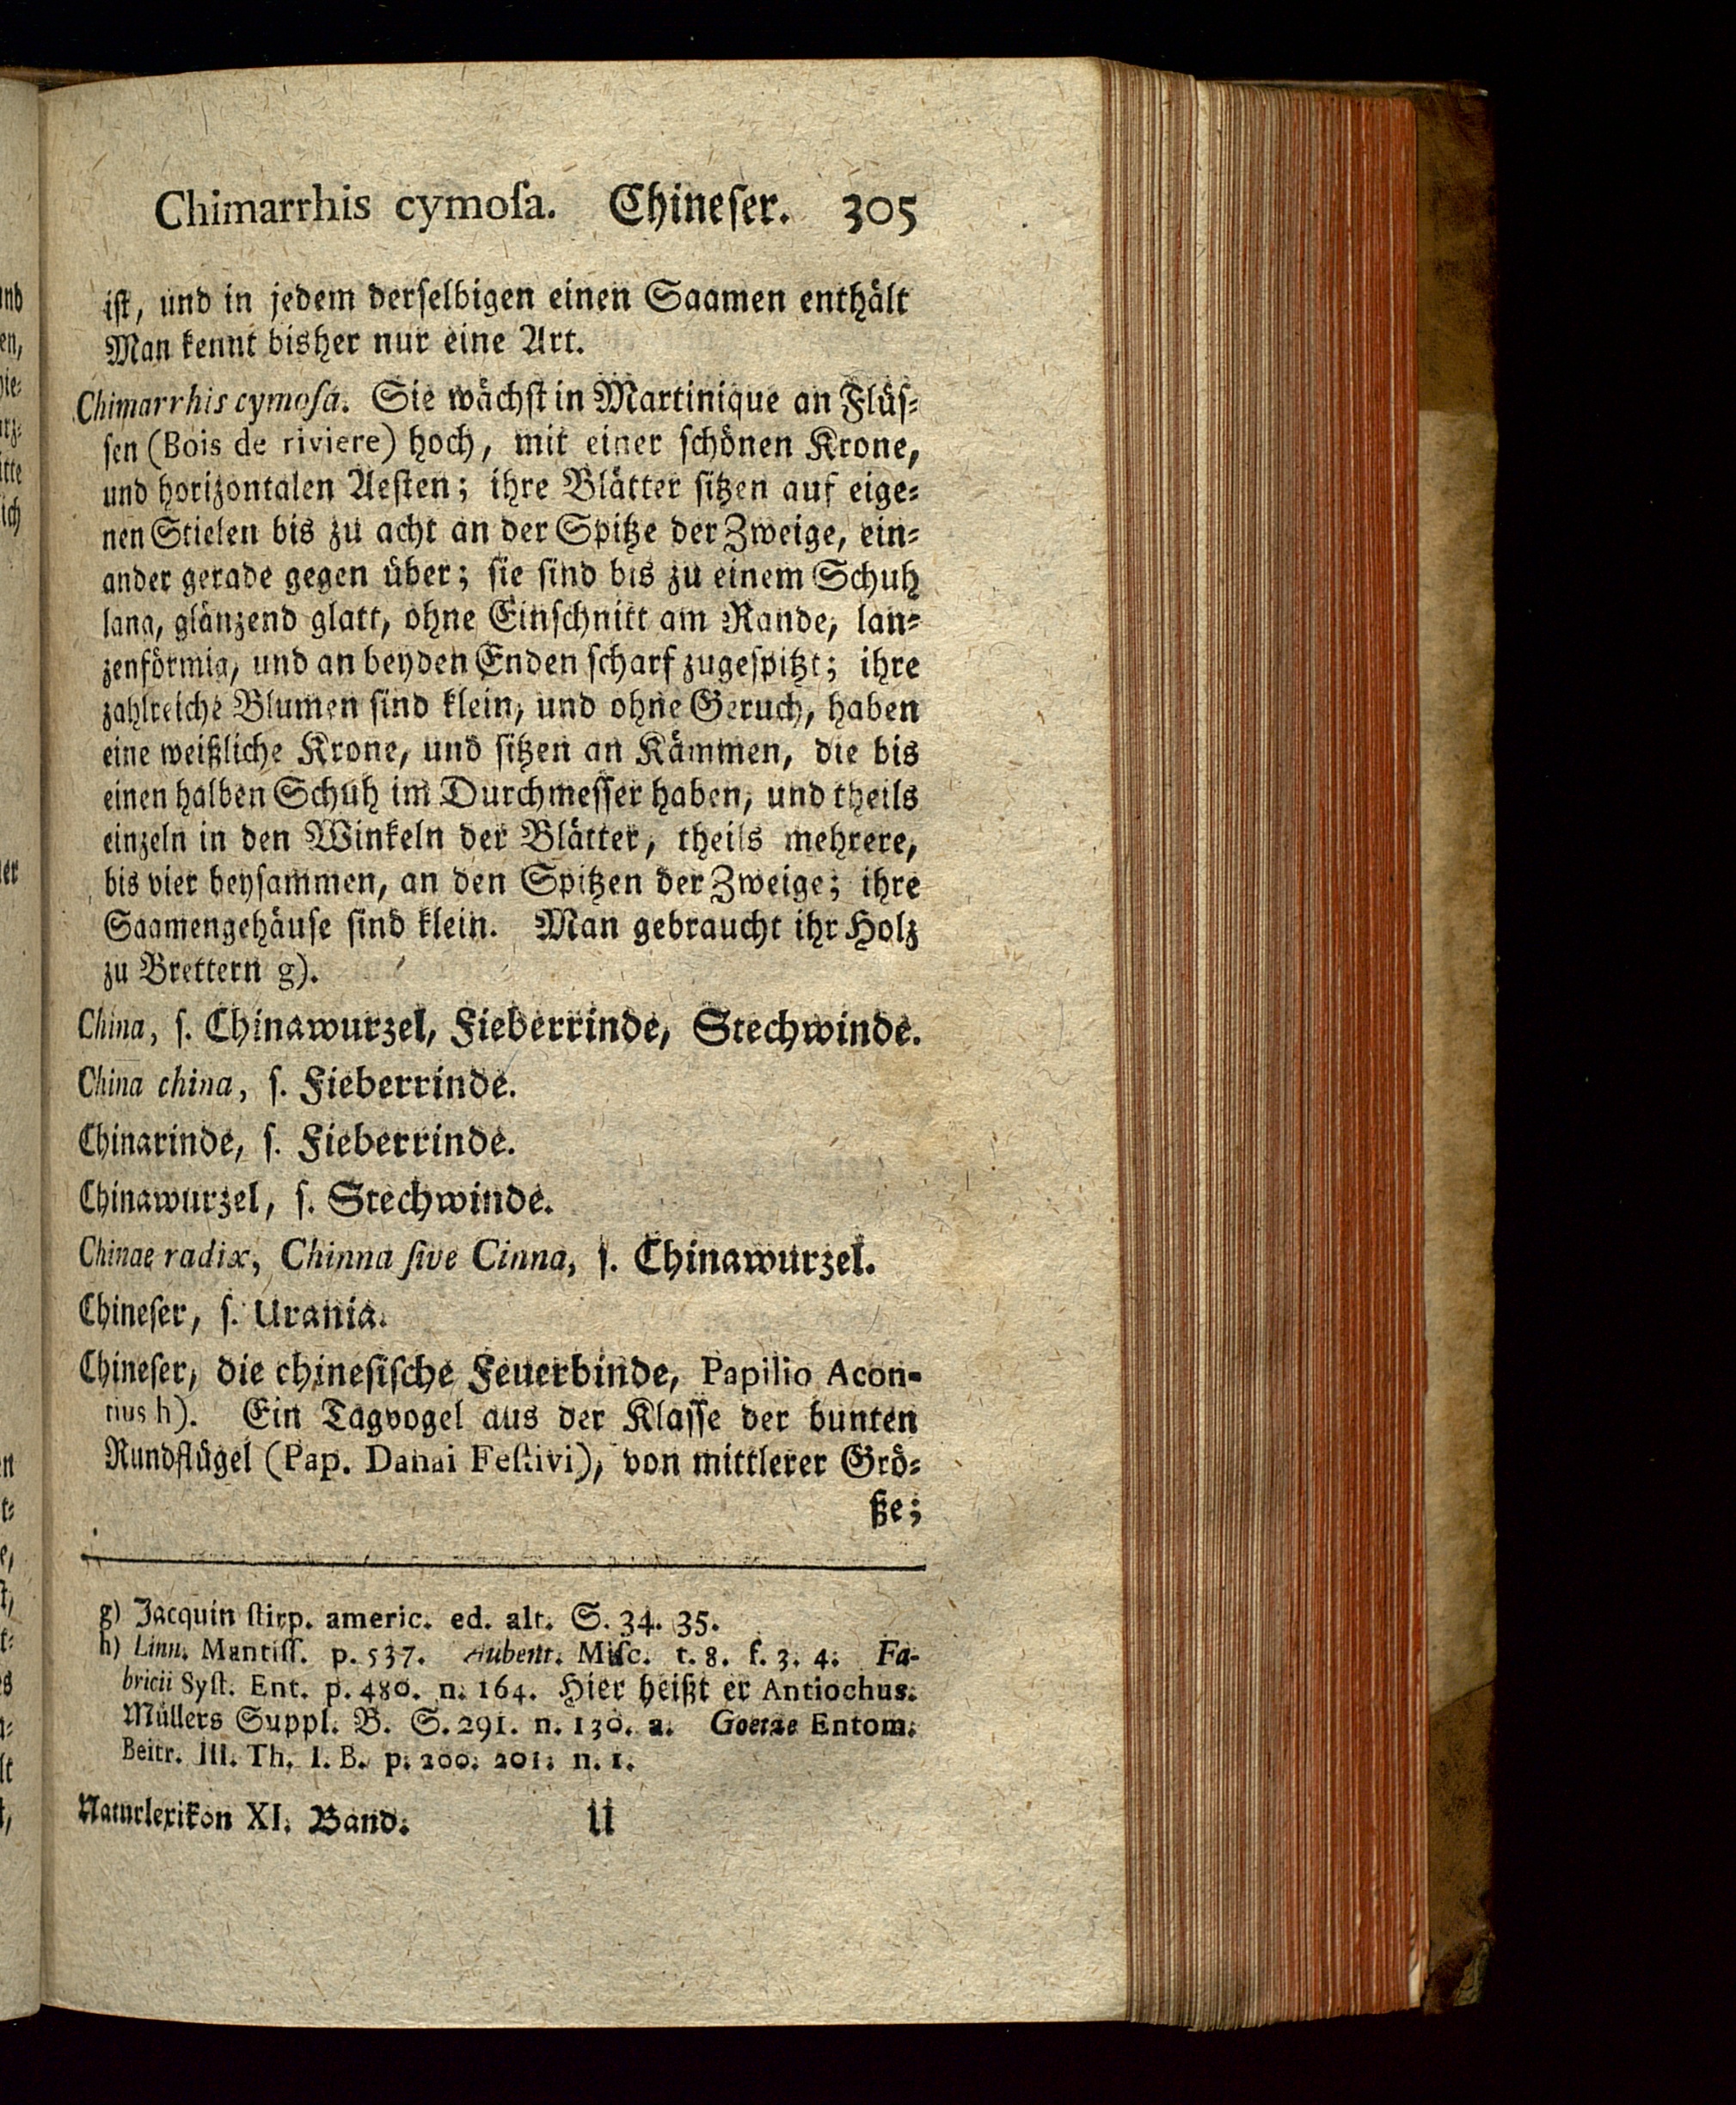 Chimarrhis cymoſa. Chineſer. 305
iſt, und in jedem derſelbigen einen Saamen enthält
Man kennt bisher nur eine Art.
Chimarrhis cymoſa. Sie wächſt in Martinique an Flüſ-
ſen (Bois de riviere) hoch, mit einer ſchönen Krone,
und horizontalen Aeſten; ihre Blätter ſitzen auf eige-
nen Stielen bis zu acht an der Spitze der Zweige, ein-
ander gerade gegen über; ſie ſind bis zu einem Schuh
lang, glänzend glatt, ohne Einſchnitt am Rande, lan-
zenförmig, und an beyden Enden ſcharf zugeſpitzt; ihre
zahlreiche Blumen ſind klein, und ohne Geruch, haben
eine weißliche Krone, und ſitzen an Kämmen, die bis
einen halben Schuh im Durchmeſſer haben, und theils
einzeln in den Winkeln der Blätter, theils mehrere,
bis vier beyſammen, an den Spitzen der Zweige; ihre
Saamengehäuſe ſind klein. Man gebraucht ihr Holz
zu Brettern g).
China, ſ. Chinawurzel, Fieberrinde, Stechwinde.
China china, ſ. Fieberrinde.
Chinarinde, ſ. Fieberrinde.
Chinawurzel, ſ. Stechwinde.
Chinae radix, Chinna ſive Cinna, ſ. Chinawurzel.
Chineſer, ſ. Urania.
Chineſer, die chineſiſche Feuerbinde, Papilio Acon-
tius h). Ein Tagvogel aus der Klaſſe der bunten
Rundflügel (Pap. Danai Feſtivi), von mittlerer Grö-
ße;
g) Jacquin ſtirp. americ. ed. alt. S. 34. 35.
h) Linn. Mantiſſ. p. 537. Aubent. Miſc. t. 8. f. 3. 4. Fa-
bricii Syſt. Ent. p. 480. n. 164. Hier heißt er Antiochus.
Müllers Suppl. B. S. 291. n. 130. a. Goetze Entom.
Beitr. III. Th. I. B. p. 200. 201. n. 1.
Naturlexikon XI. Band. U